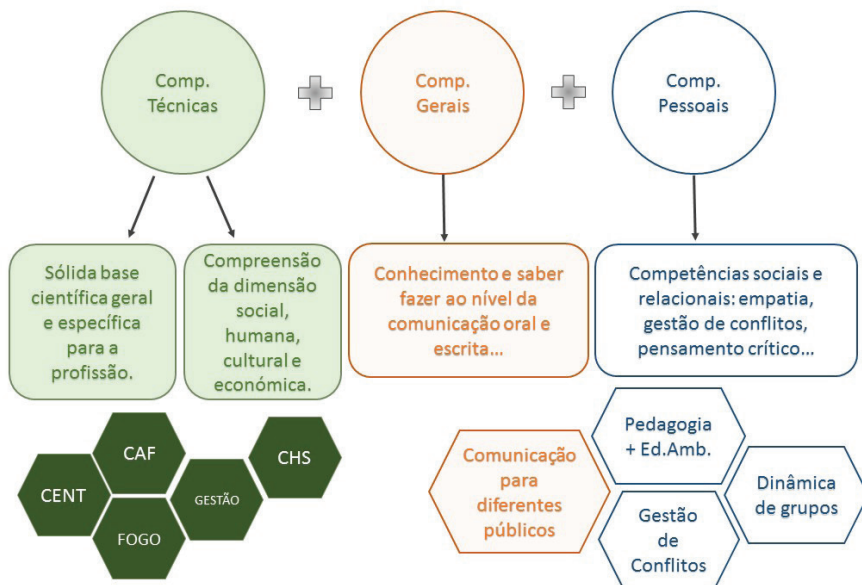 Comp.
Técnicas
Comp.
Gerais
Comp.
Pessoais
Sólida base
científica geral
e específica
para a
profissão.
Compreensão
da dimensão
social,
humana,
cultural e
económica.
Conhecimento e saber
fazer ao nível da
comunicação oral e
escrita...
Competências sociais e
relacionais: empatia,
gestão de conflitos,
pensamento crítico...
CENT
CAF
FOGO
GESTÃO
CHS
Comunicação
para
diferentes
públicos
Pedagogia
+ Ed.Amb.
Gestão
de
Conflitos
Dinâmica
de grupos